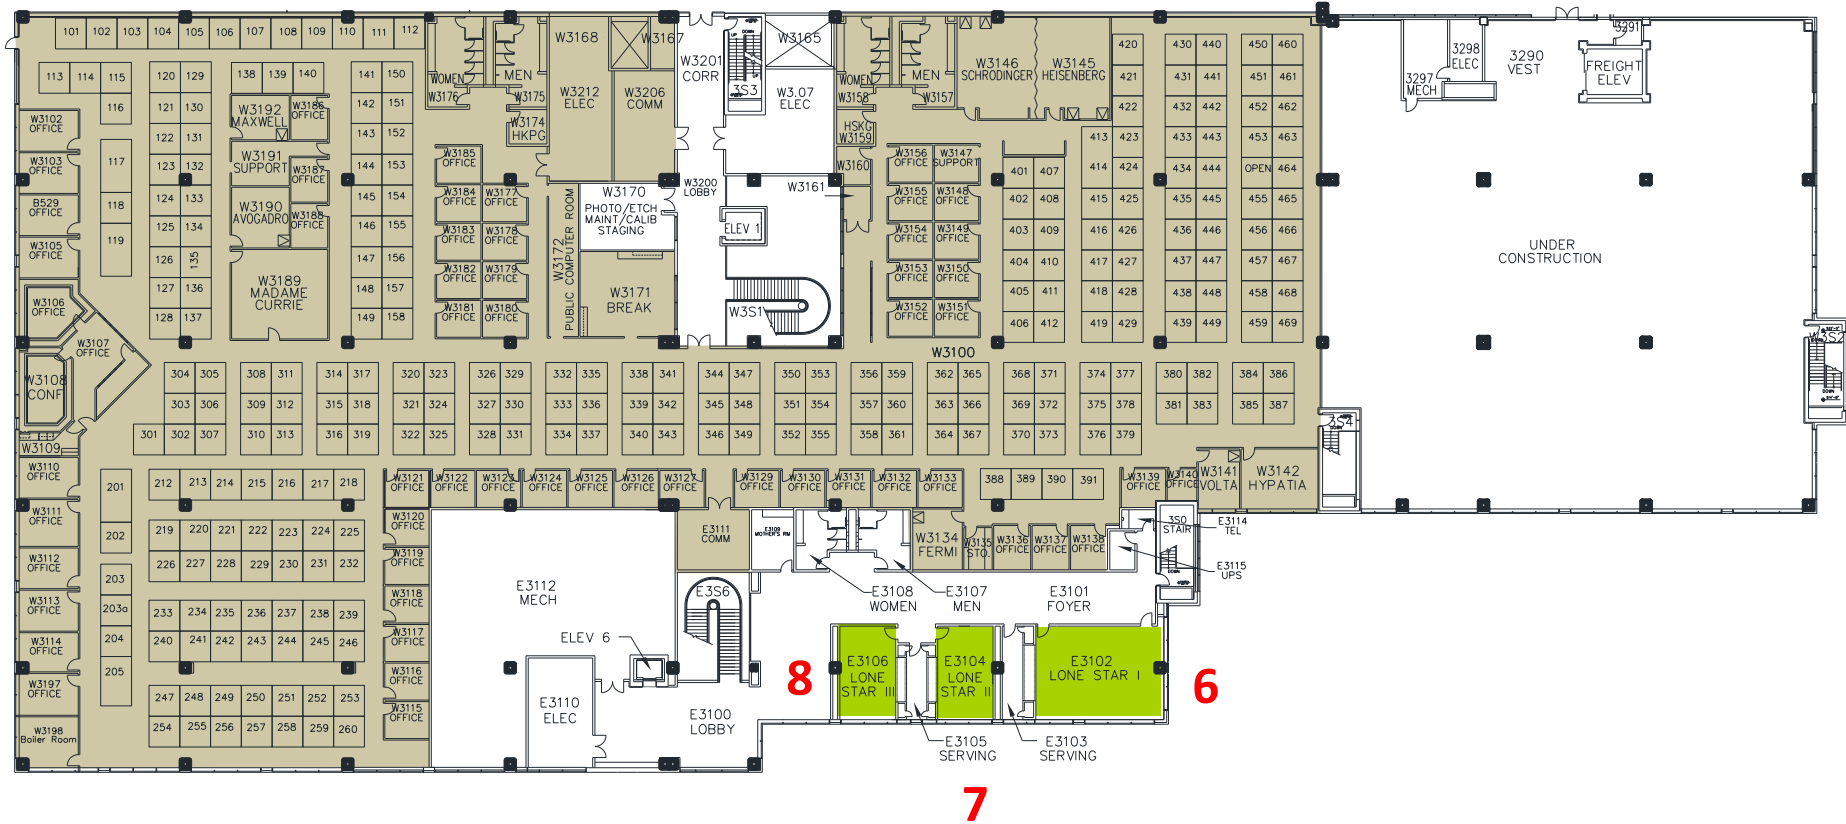 101 102 103 104 105 106 107 108 109 110 111 112
113 114 115
116
117
118
119
120 129
121 130
122 131
123 132
124 133
125 134
126 135
127 136
128 137
138 139 140
141 150
142 151
143 152
144 153
145 154
146 155
147 156
148 157
149 158
W3102
OFFICE
W3103
OFFICE
B529
OFFICE
W3105
OFFICE
W3106
OFFICE
W3107
OFFICE
W3108
CONF
W3109
W3110
OFFICE
W3111
OFFICE
W3112
OFFICE
W3113
OFFICE
W3114
OFFICE
W3197
OFFICE
W3198
Boiler Room
W3192
MAXWELL
W3186
OFFICE
W3191
SUPPORT
W3187
OFFICE
W3190
AVOGADRO
W3188
OFFICE
W3189
MADAME
CURRIE
WOMEN
W3176
MEN
W3175
W3174
HKPG
W3168
W3167
W3212
ELEC
W3206
COMM
W3185
OFFICE
W3184
OFFICE
W3177
OFFICE
W3183
OFFICE
W3178
OFFICE
W3182
OFFICE
W3179
OFFICE
W3181
OFFICE
W3180
OFFICE
W3172
PUBLIC COMPUTER ROOM
W3170
PHOTO/ETCH
MAINT/CALIB
STAGING
W3171
BREAK
W3201
CORR
UP DOWN
3S3
W3165
W3.07
ELEC
W3200
LOBBY
ELEV 1
W3S1
W3161
WOMEN
W3158
MEN
W3157
HSKG
W3159
W3160
W3156
OFFICE
W3147
SUPPORT
W3155
OFFICE
W3148
OFFICE
W3154
OFFICE
W3149
OFFICE
W3153
OFFICE
W3150
OFFICE
W3152
OFFICE
W3151
OFFICE
W3100
W3146
SCHRODINGER
W3145
HEISENBERG
401 407
402 408
403 409
404 410
405 411
406 412
420
421
422
413 423
414 424
415 425
416 426
417 427
418 428
419 429
430 440
431 441
432 442
433 443
434 444
435 445
436 446
437 447
438 448
439 449
450 460
451 461
452 462
453 463
OPEN 464
455 465
456 466
457 467
458 468
459 469
3297
MECH
3298
ELEC
3290
VEST
3291
FREIGHT
ELEV
UNDER
CONSTRUCTION
W3S2
DOWN
3S4
DOWN
304 305 308 311 314 317 320 323 326 329 332 335 338 341 344 347 350 353 356 359 362 365 368 371 374 377 380 382 384 386
303 306 309 312 315 318 321 324 327 330 333 336 339 342 345 348 351 354 357 360 363 366 369 372 375 378 381 383 385 387
301 302 307 310 313 316 319 322 325 328 331 334 337 340 343 346 349 352 355 358 361 364 367 370 373 376 379
201
202
203
203a
204
205
212 213 214 215 216 217 218
219 220 221 222 223 224 225
226 227 228 229 230 231 232
233 234 235 236 237 238 239
240 241 242 243 244 245 246
247 248 249 250 251 252 253
254 255 256 257 258 259 260
W3121
OFFICE
W3122
OFFICE
W3123
OFFICE
W3124
OFFICE
W3125
OFFICE
W3126
OFFICE
W3127
OFFICE
W3129
OFFICE
W3130
OFFICE
W3131
OFFICE
W3132
OFFICE
W3133
OFFICE
388 389 390 391
W3139
OFFICE
W3140
OFFICE
W3141
VOLTA
W3142
HYPATIA
W3120
OFFICE
W3119
OFFICE
W3118
OFFICE
W3117
OFFICE
W3116
OFFICE
W3115
OFFICE
E3112
MECH
E3111
COMM
E3109
MOTHER'S RM
W3134
FERMI
W3135
STO.
W3136
OFFICE
W3137
OFFICE
W3138
OFFICE
3S0
STAIR
DOWN
E3114
TEL
E3115
UPS
E3S6
E3108
WOMEN
E3107
MEN
E3101
FOYER
ELEV 6
E3110
ELEC
E3100
LOBBY
E3106
LONE
STAR III
E3104
LONE
STAR II
E3102
LONE STAR I
E3105
SERVING
E3103
SERVING
8
6
7